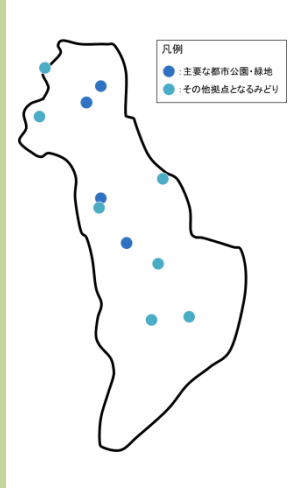 凡例
：主要な都市公園・緑地
：その他拠点となるみどり